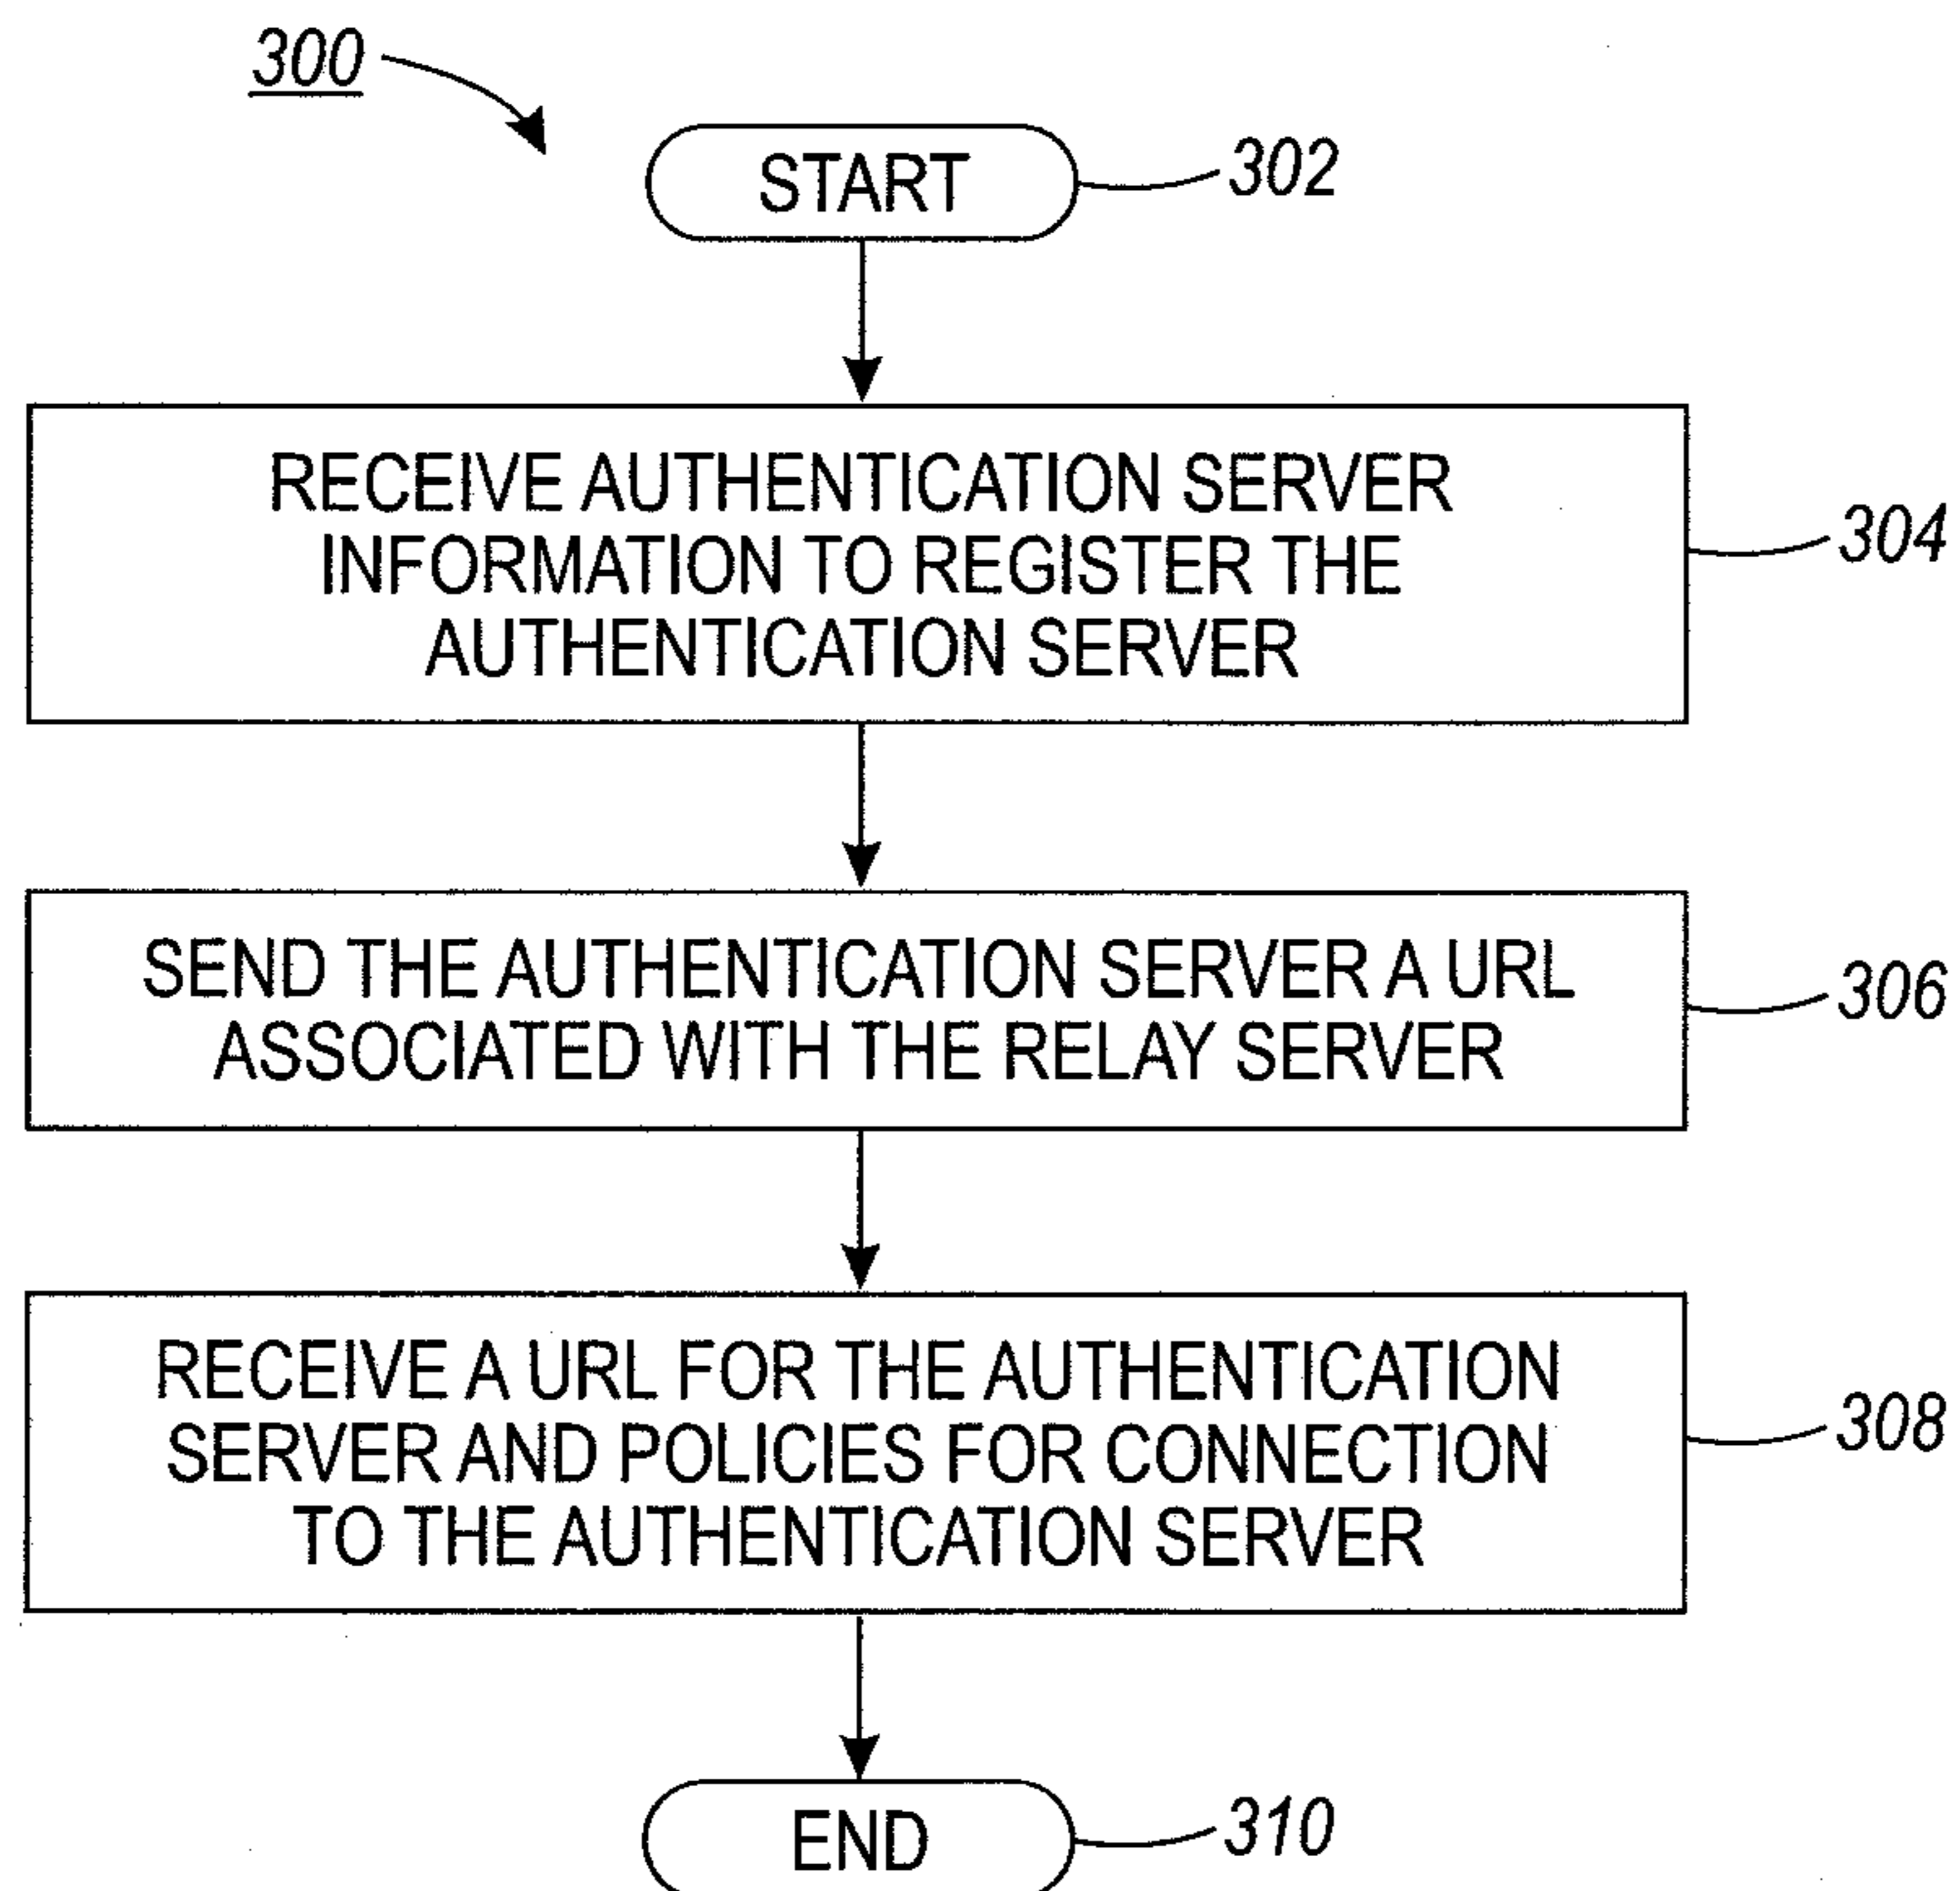 300
START
302
RECEIVE AUTHENTICATION SERVER
INFORMATION TO REGISTER THE
AUTHENTICATION SERVER
304
SEND THE AUTHENTICATION SERVER A URL
ASSOCIATED WITH THE RELAY SERVER
306
RECEIVE A URL FOR THE AUTHENTICATION
SERVER AND POLICIES FOR CONNECTION
TO THE AUTHENTICATION SERVER
308
END
310